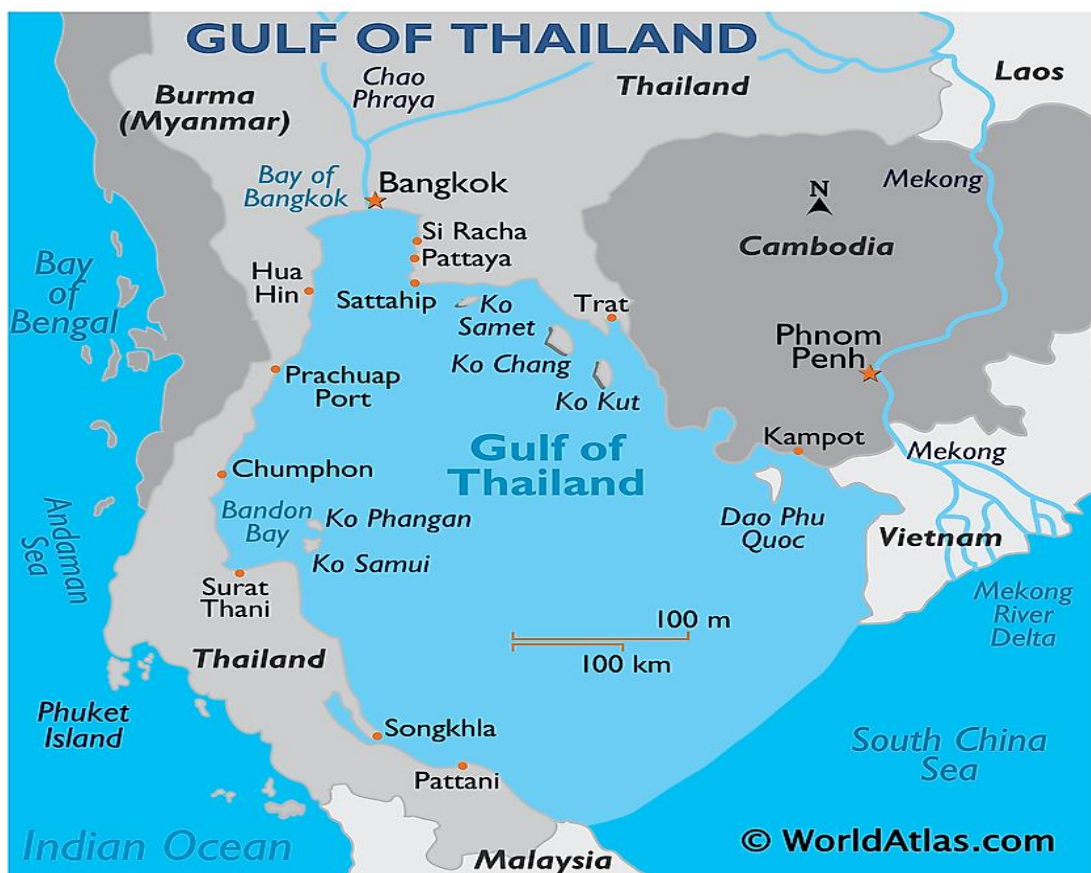 GULF OF THAILAND
Chao
Phraya
Thailand
Laos
Burma
(Myanmar)
Bay of
Bangkok
Bangkok
Mekong
N
Si Racha
Cambodia
Pattaya
Bay
of
Bengal
Hua
Hin
Sattahip
Ko
Samet
Trat
Phnom
Penh
Ko Chang
Prachuap
Port
Ko Kut
Gulf of
Thailand
Kampot
Mekong
Chumphon
Andaman
Sea
Bandon
Bay
Ko Phangan
Dao Phu
Quoc
Vietnam
Ko Samui
Surat
Thani
Mekong
River
Delta
100 m
100 km
Thailand
Phuket
Island
Songkhla
South China
Sea
Pattani
Indian Ocean
Malaysia
© WorldAtlas.com